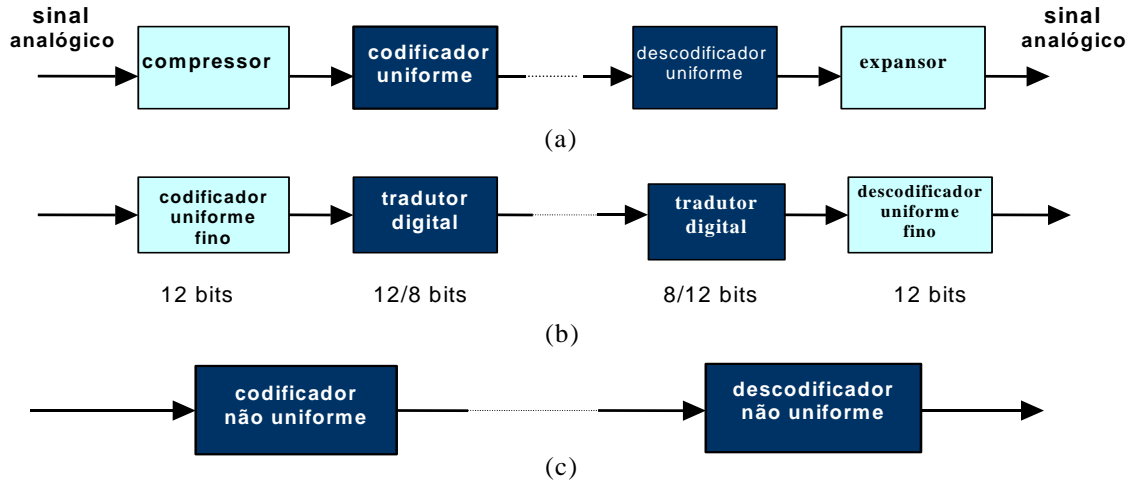 sinal
analógico
compressor
codificador
uniforme
descodificador
uniforme
expansor
sinal
analógico
(a)
codificador
uniforme
fino
tradutor
digital
tradutor
digital
descodificador
uniforme
fino
12 bits
12/8 bits
8/12 bits
12 bits
(b)
codificador
não uniforme
descodificador
não uniforme
(c)